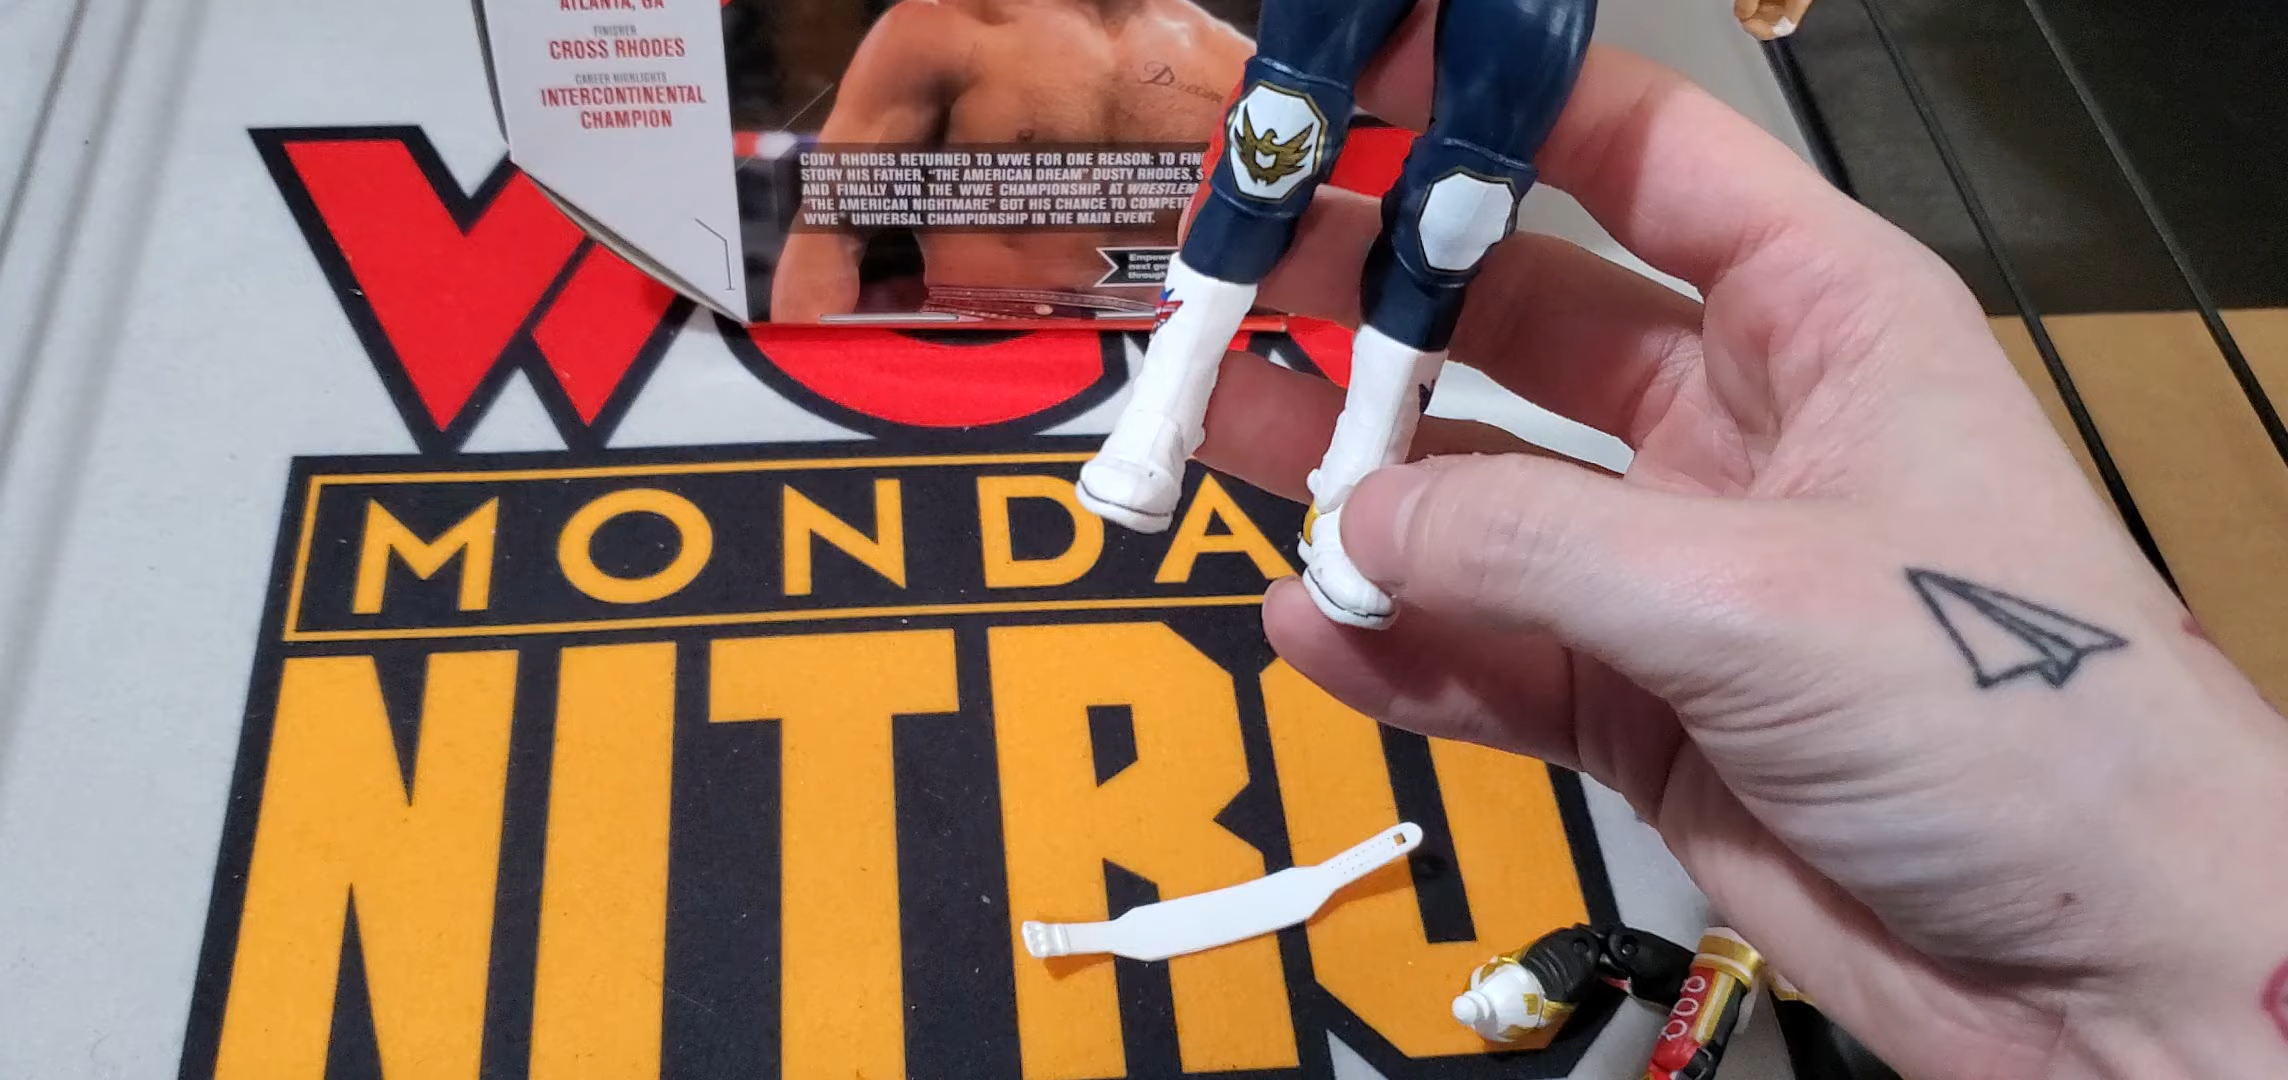 ATLANTA, GA
FINISHER
CROSS RHODES
CAREER HIGHLIGHTS
INTERCONTINENTAL
CHAMPION
CODY RHODES RETURNED TO WWE FOR ONE REASON: TO
STORY HIS FATHER, "THE AMERICAN DREAM" DUSTY RHODES,
AND FINALLY WIN THE WWE CHAMPIONSHIP. AT
"THE AMERICAN NIGHTMARE" GOT HIS CHANCE TO COMPETE
WWE® UNIVERSAL CHAMPIONSHIP IN THE MAIN EVENT.
next
through
MONDA
NITRO